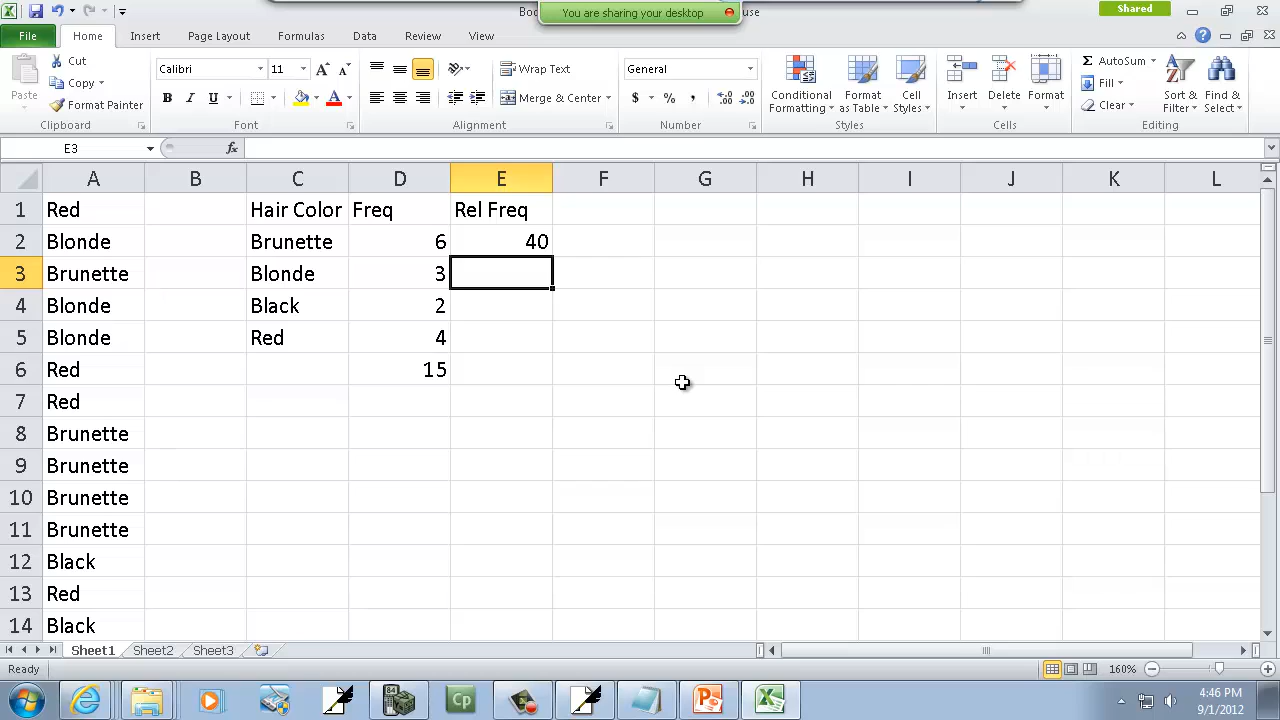 Boo
You are sharing your desktop
use
Shared
File
Home
Insert
Page Layout
Formulas
Data
Review
View
Paste
Cut
Copy
Format Painter
Clipboard
Calibri
11
B I U
Font
Wrap Text
Merge & Center
Alignment
General
$ % ,
Number
Conditional Formatting
Format as Table
Cell Styles
Styles
Insert
Delete
Format
Cells
AutoSum
Fill
Clear
Sort & Filter
Find & Select
Editing
E3
fx
A B C D E F G H I J K L
1 Red Hair Color Freq Rel Freq
2 Blonde Brunette 6 40
3 Brunette Blonde 3
4 Blonde Black 2
5 Blonde Red 4
6 Red 15
7 Red
8 Brunette
9 Brunette
10 Brunette
11 Brunette
12 Black
13 Red
14 Black
Sheet1 Sheet2 Sheet3
Ready
160%
4:46 PM
9/1/2012